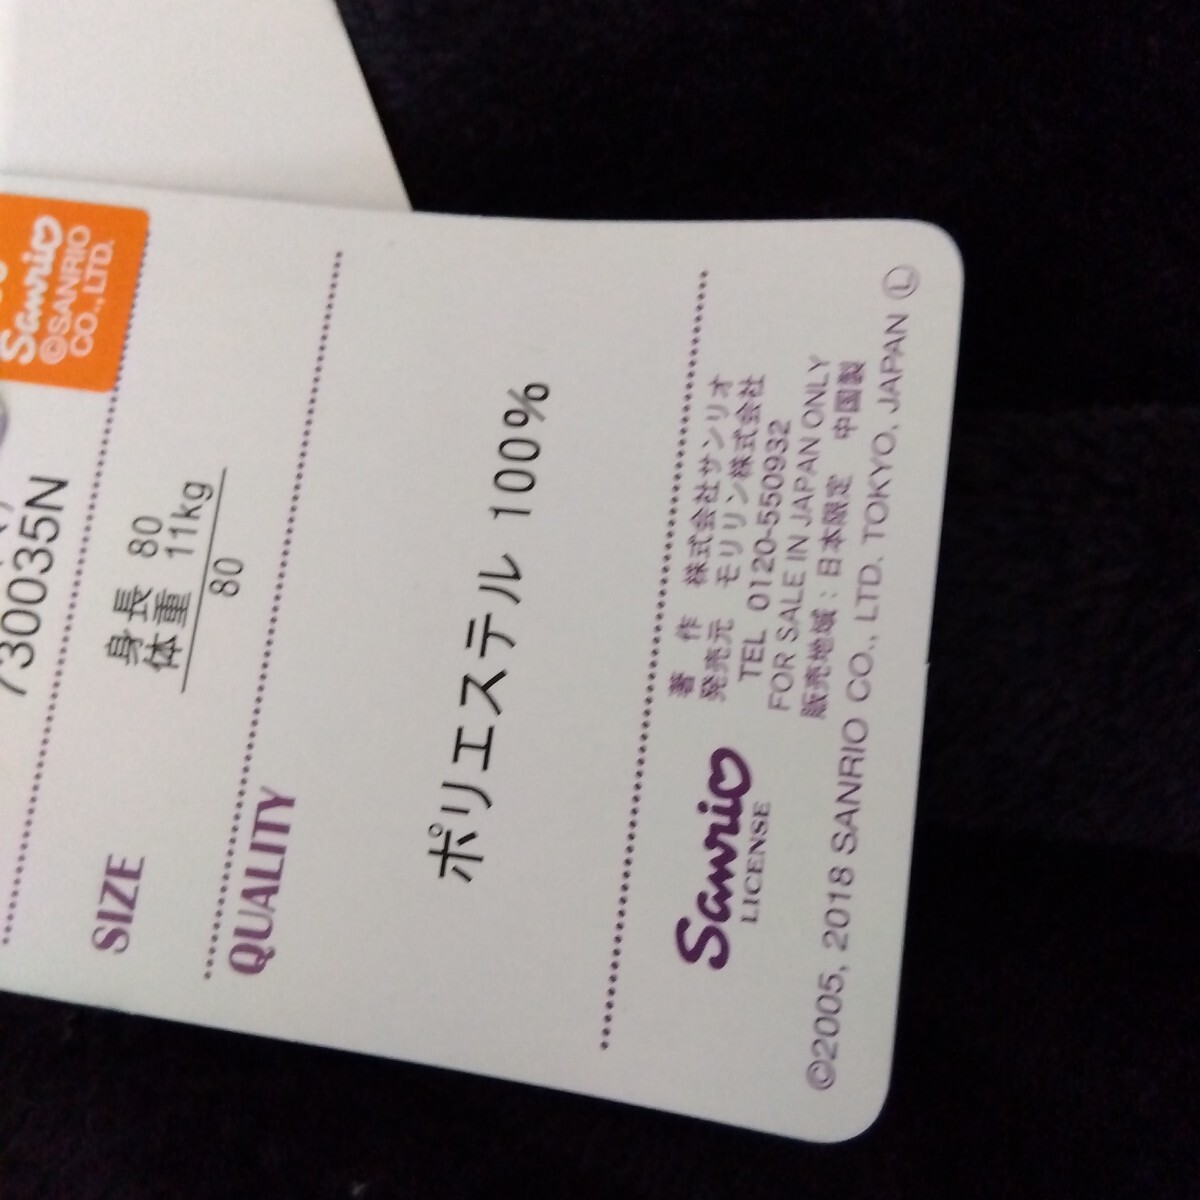 Sanrio
©SANRIO
CO., LTD.
30035N
SIZE
身長 80
体重 11kg
80
QUALITY
ポリエステル 100%
Sanrio
LICENSE
著　作　株式会社サンリオ
発売元　モリリン株式会社
TEL 0120-550932
FOR SALE IN JAPAN ONLY
販売地域：日本限定　中国製
©2005, 2018 SANRIO CO., LTD. TOKYO, JAPAN Ⓛ